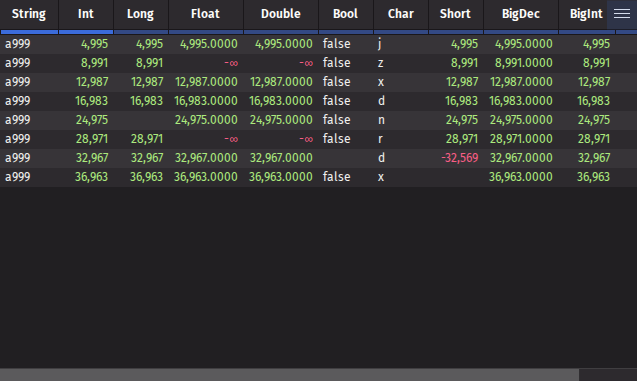 String Int Long Float Double Bool Char Short BigDec BigInt
a999 4,995 4,995 4,995.0000 4,995.0000 false j 4,995 4,995.0000 4,995
a999 8,991 8,991 -∞ -∞ false z 8,991 8,991.0000 8,991
a999 12,987 12,987 12,987.0000 12,987.0000 false x 12,987 12,987.0000 12,987
a999 16,983 16,983 16,983.0000 16,983.0000 false d 16,983 16,983.0000 16,983
a999 24,975 24,975.0000 24,975.0000 false n 24,975 24,975.0000 24,975
a999 28,971 28,971 -∞ -∞ false r 28,971 28,971.0000 28,971
a999 32,967 32,967 32,967.0000 32,967.0000 d -32,569 32,967.0000 32,967
a999 36,963 36,963 36,963.0000 36,963.0000 false x 36,963.0000 36,963